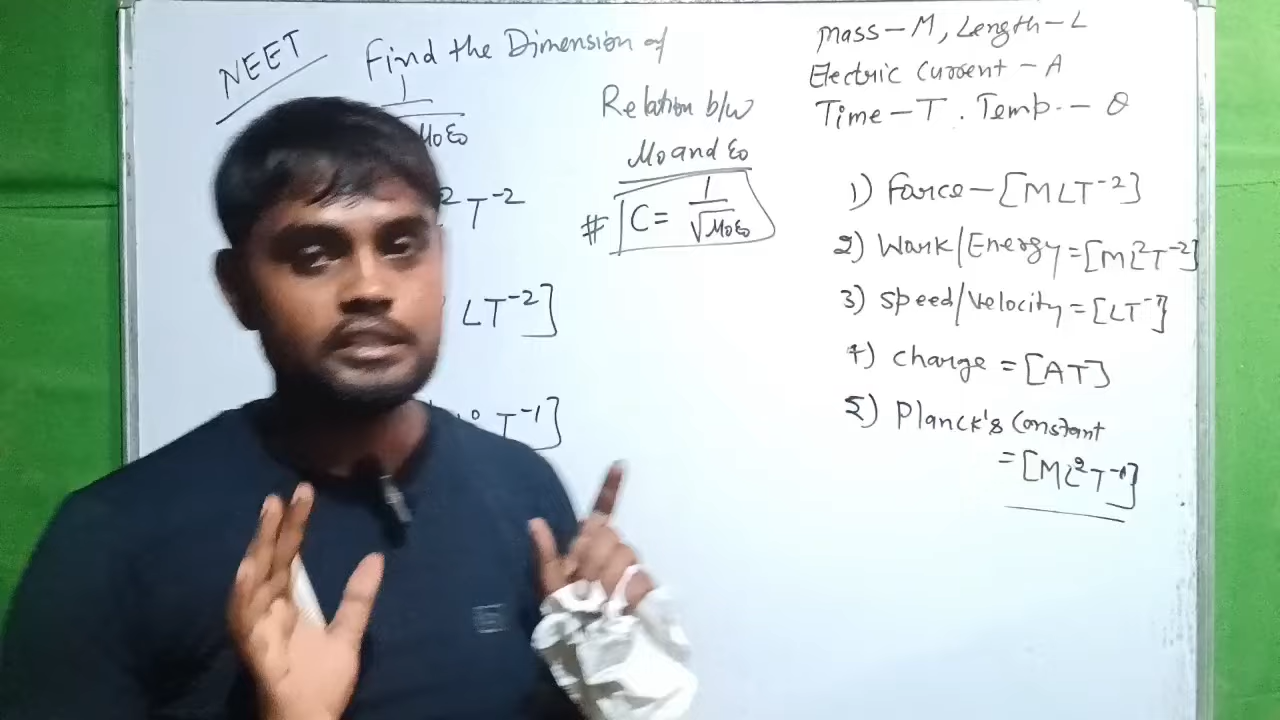 NEET
Find the Dimension of
1
μ0ε0
2 T⁻²
LT⁻²]
0 T⁻¹]
Relation b/w
μ0 and ε0
# C = 1/√μ0ε0
Mass – M, Length – L
Electric Current – A
Time – T . Temp. – θ
1) Force – [MLT⁻²]
2) Work/Energy = [ML²T⁻²]
3) Speed/Velocity = [LT⁻¹]
4) Charge = [AT]
5) Planck's Constant
= [ML²T⁻¹]